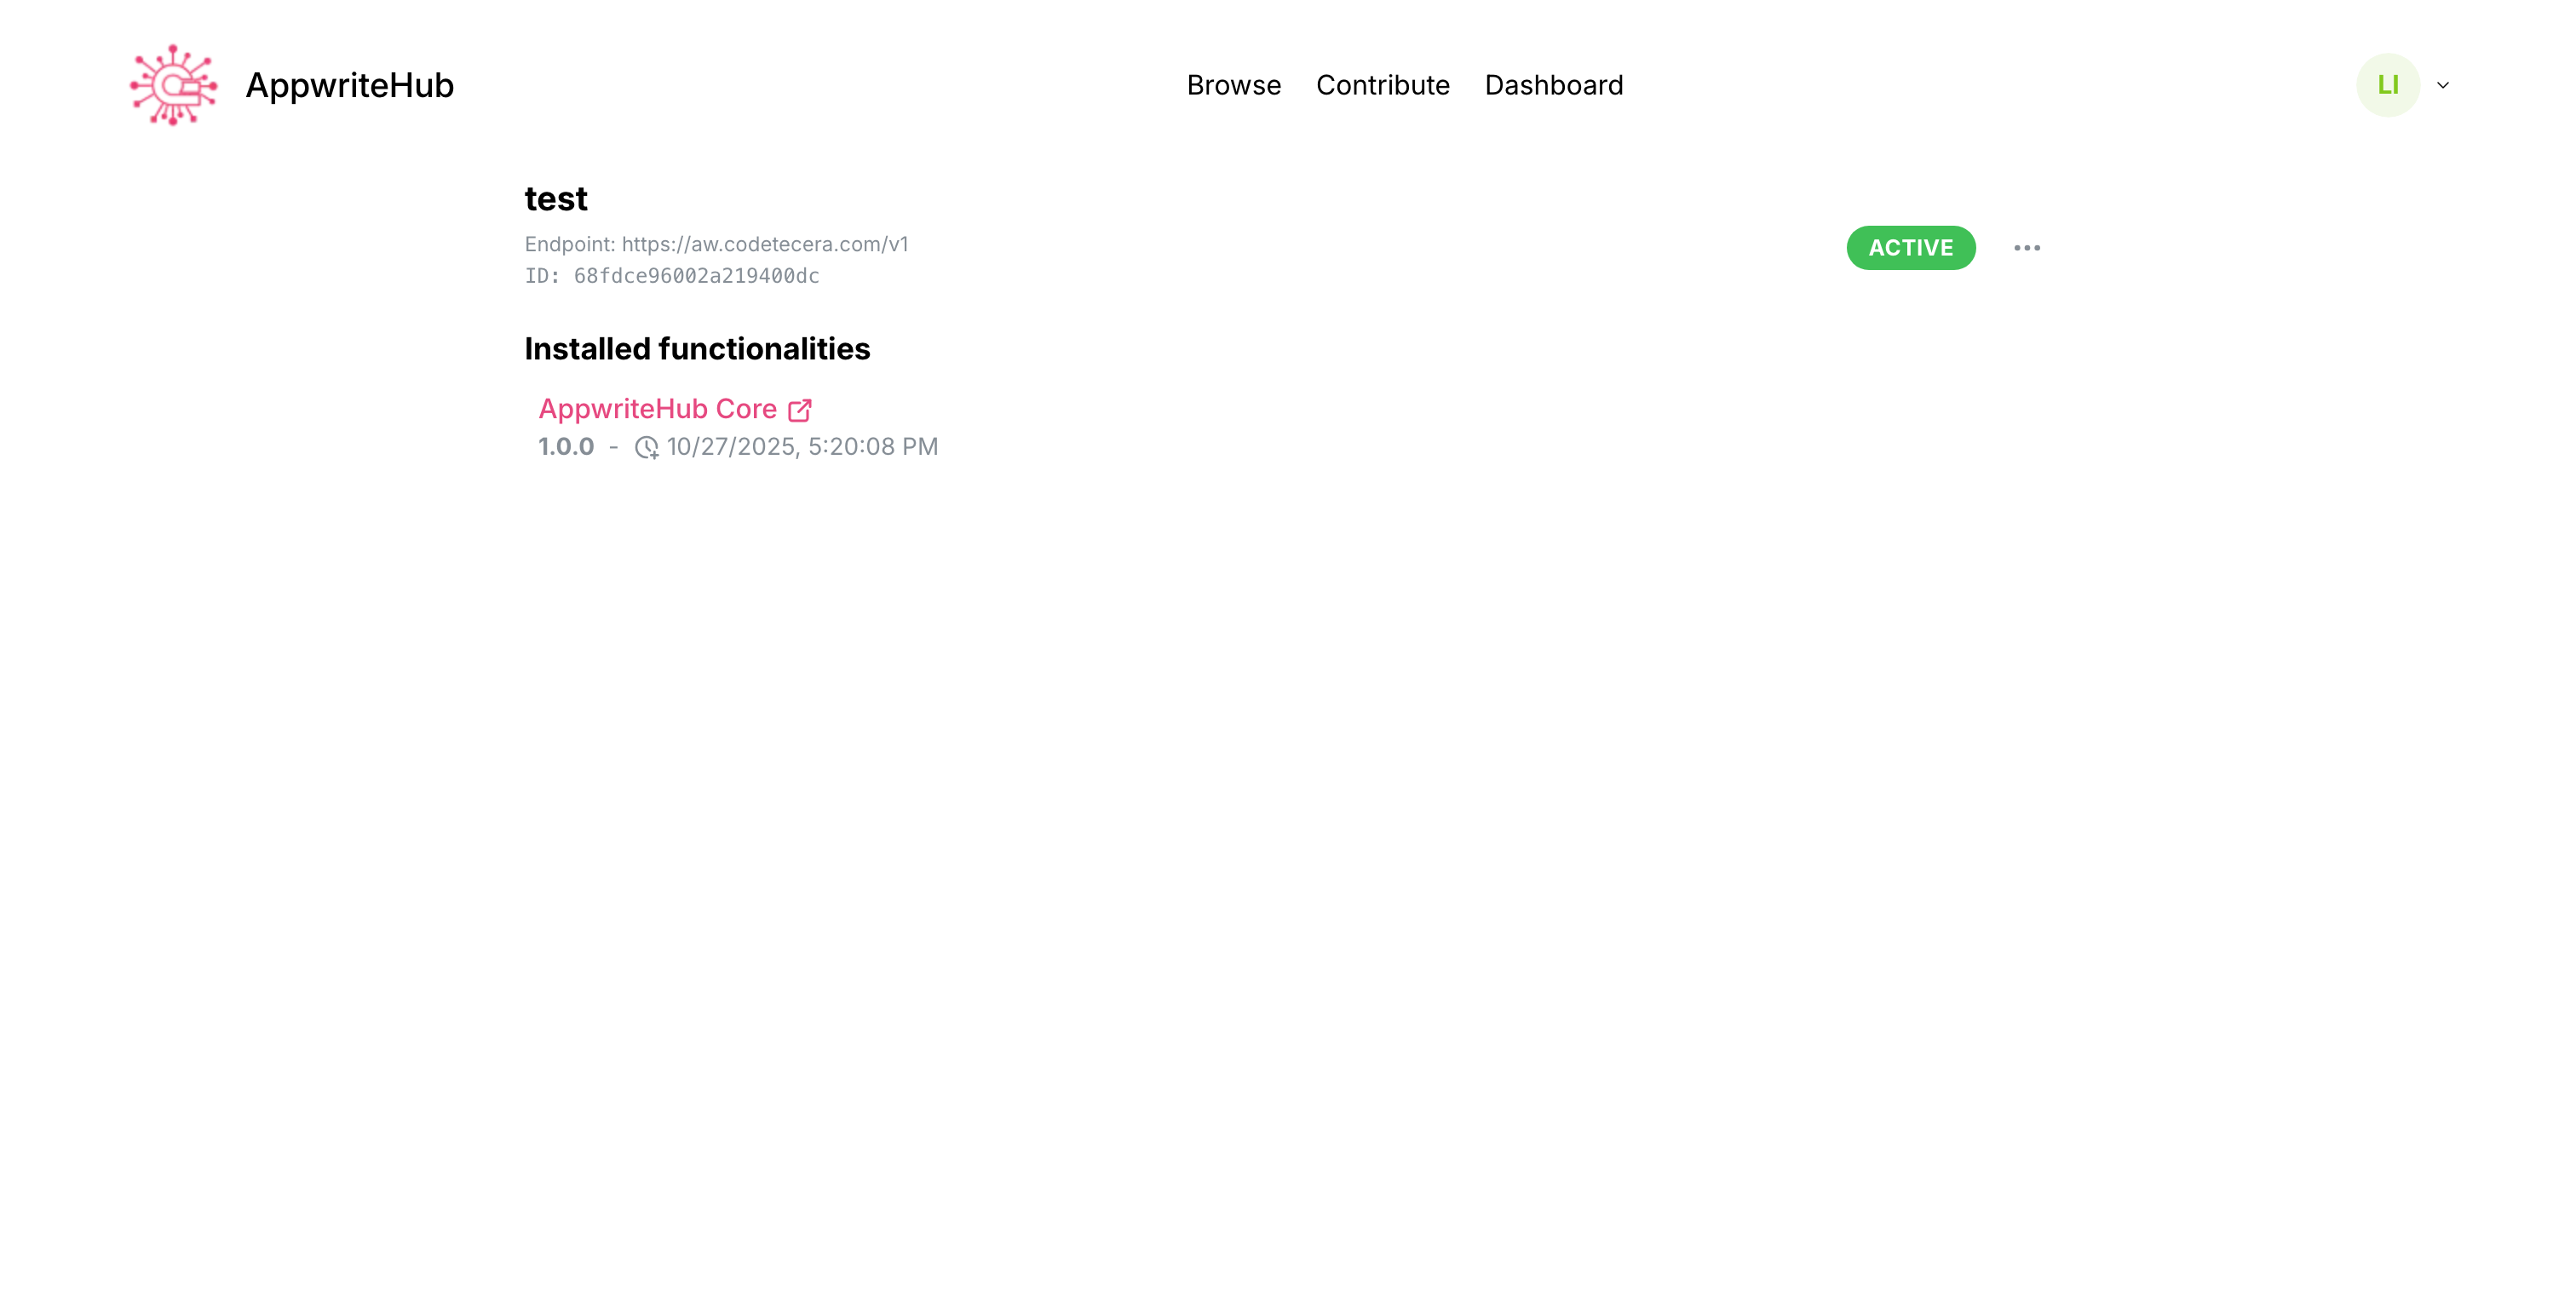 AppwriteHub
Browse Contribute Dashboard
LI
test
Endpoint: https://aw.codetecera.com/v1
ID: 68fdce96002a219400dc
ACTIVE
Installed functionalities
AppwriteHub Core
1.0.0 - 10/27/2025, 5:20:08 PM